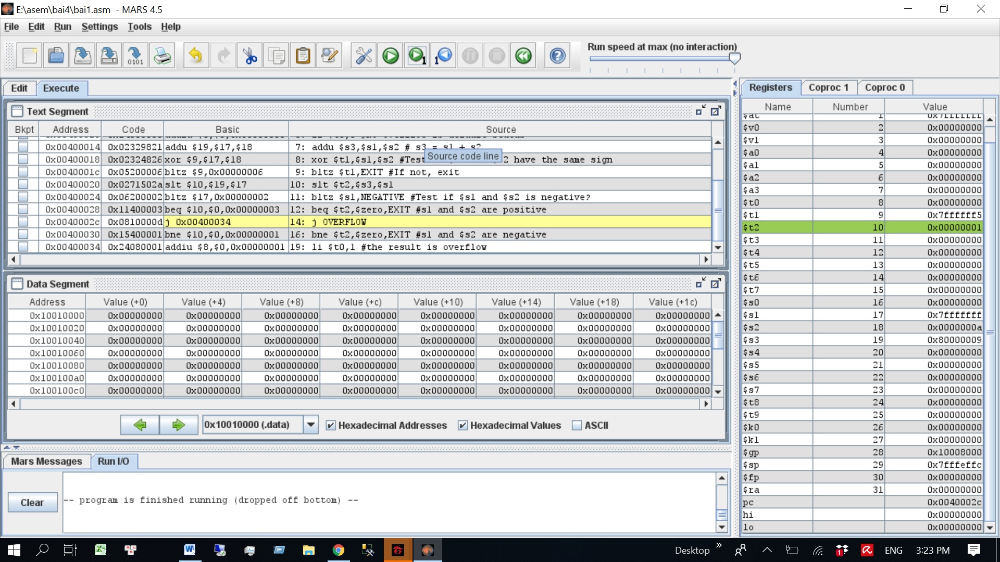 E:\asem\bai4\bai1.asm - MARS 4.5
File Edit Run Settings Tools Help
Run speed at max (no interaction)
Edit Execute
Registers Coproc 1 Coproc 0
Text Segment
Bkpt Address Code Basic Source
0x00400014 0x02329821 addu $19,$17,$18 7: addu $s3,$s1,$s2 # s3 = s1 + s2
0x00400018 0x02324826 xor $9,$17,$18 8: xor $t1,$s1,$s2 #Test 2 have the same sign
Source code line
0x0040001c 0x05200006 bltz $9,0x00000006 9: bltz $t1,EXIT #If not, exit
0x00400020 0x0271502a slt $10,$19,$17 10: slt $t2,$s3,$s1
0x00400024 0x06200002 bltz $17,0x00000002 11: bltz $s1,NEGATIVE #Test if $s1 and $s2 is negative?
0x00400028 0x11400003 beq $10,$0,0x00000003 12: beq $t2,$zero,EXIT #s1 and $s2 are positive
0x0040002c 0x0810000d j 0x00400034 14: j OVERFLOW
0x00400030 0x15400001 bne $10,$0,0x00000001 16: bne $t2,$zero,EXIT #s1 and $s2 are negative
0x00400034 0x24080001 addiu $8,$0,0x00000001 19: li $t0,1 #the result is overflow
Data Segment
Address Value (+0) Value (+4) Value (+8) Value (+c) Value (+10) Value (+14) Value (+18) Value (+1c)
0x10010000 0x00000000 0x00000000 0x00000000 0x00000000 0x00000000 0x00000000 0x00000000 0x00000000
0x10010020 0x00000000 0x00000000 0x00000000 0x00000000 0x00000000 0x00000000 0x00000000 0x00000000
0x10010040 0x00000000 0x00000000 0x00000000 0x00000000 0x00000000 0x00000000 0x00000000 0x00000000
0x10010060 0x00000000 0x00000000 0x00000000 0x00000000 0x00000000 0x00000000 0x00000000 0x00000000
0x10010080 0x00000000 0x00000000 0x00000000 0x00000000 0x00000000 0x00000000 0x00000000 0x00000000
0x100100a0 0x00000000 0x00000000 0x00000000 0x00000000 0x00000000 0x00000000 0x00000000 0x00000000
0x100100c0 0x00000000 0x00000000 0x00000000 0x00000000 0x00000000 0x00000000 0x00000000 0x00000000
0x10010000 (.data) Hexadecimal Addresses Hexadecimal Values ASCII
Mars Messages Run I/O
Clear
-- program is finished running (dropped off bottom) --
Name Number Value
$at 1 0x7fffffff
$v0 2 0x00000000
$v1 3 0x00000000
$a0 4 0x00000000
$a1 5 0x00000000
$a2 6 0x00000000
$a3 7 0x00000000
$t0 8 0x00000000
$t1 9 0x7ffffff5
$t2 10 0x00000001
$t3 11 0x00000000
$t4 12 0x00000000
$t5 13 0x00000000
$t6 14 0x00000000
$t7 15 0x00000000
$s0 16 0x00000000
$s1 17 0x7fffffff
$s2 18 0x0000000a
$s3 19 0x80000009
$s4 20 0x00000000
$s5 21 0x00000000
$s6 22 0x00000000
$s7 23 0x00000000
$t8 24 0x00000000
$t9 25 0x00000000
$k0 26 0x00000000
$k1 27 0x00000000
$gp 28 0x10008000
$sp 29 0x7fffeffc
$fp 30 0x00000000
$ra 31 0x00000000
pc 0x0040002c
hi 0x00000000
lo 0x00000000
Desktop ENG 3:23 PM